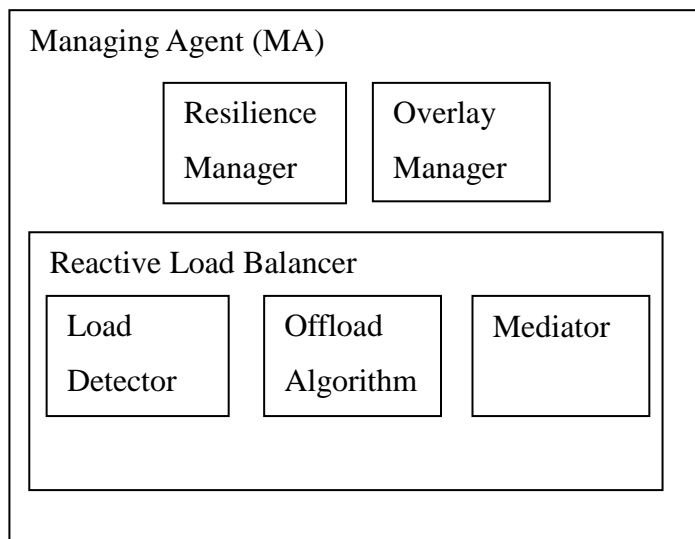 Managing Agent (MA)
Resilience
Manager
Overlay
Manager
Reactive Load Balancer
Load
Detector
Offload
Algorithm
Mediator